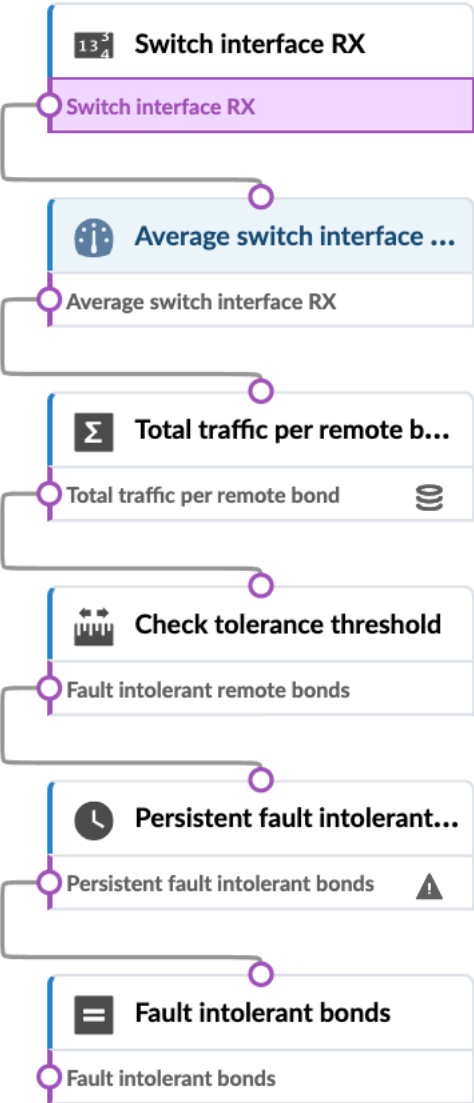 Switch interface RX
Switch interface RX
Average switch interface ...
Average switch interface RX
Total traffic per remote b...
Total traffic per remote bond
Check tolerance threshold
Fault intolerant remote bonds
Persistent fault intolerant...
Persistent fault intolerant bonds
Fault intolerant bonds
Fault intolerant bonds